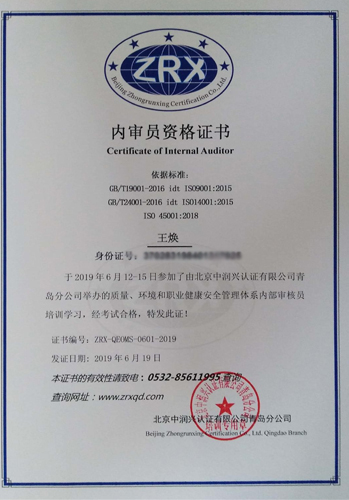 ZRX
Beijing Zhongrunxing Certification Co., Ltd.
内审员资格证书
Certificate of Internal Auditor
依据标准:
GB/T19001-2016 idt ISO9001:2015
GB/T24001-2016 idt ISO14001:2015
ISO 45001:2018
王焕
身份证号:
于 2019 年 6 月 12-15 日参加了由北京中润兴认证有限公司青
岛分公司举办的质量、环境和职业健康安全管理体系内部审核员
培训学习，经考试合格，特发此证！
证书编号: ZRX-QEOMS-0601-2019
发证日期: 2019 年 6 月 19 日
本证书的有效性请致电: 0532-85611995 查询
查询网址: www.zrxqd.com
北京中润兴认证有限公司青岛分公司
Beijing Zhongrunxing Certification Co., Ltd. Qingdao Branch
培训专用章